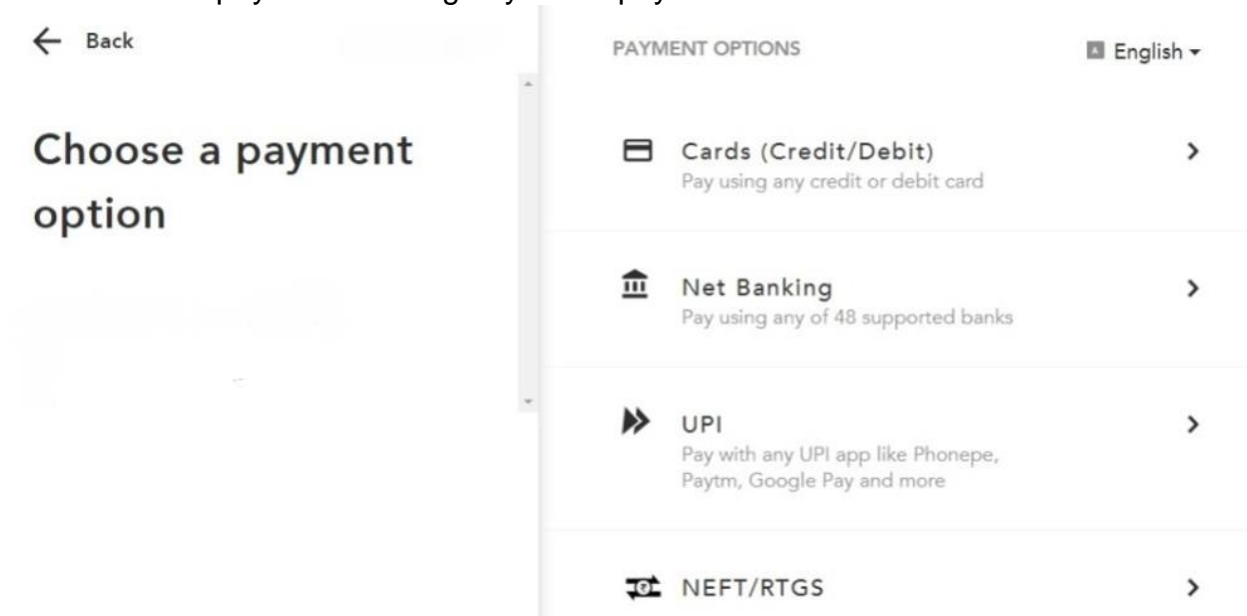 Back
Choose a payment
option
PAYMENT OPTIONS
English
Cards (Credit/Debit)
Pay using any credit or debit card
Net Banking
Pay using any of 48 supported banks
UPI
Pay with any UPI app like Phonepe,
Paytm, Google Pay and more
NEFT/RTGS